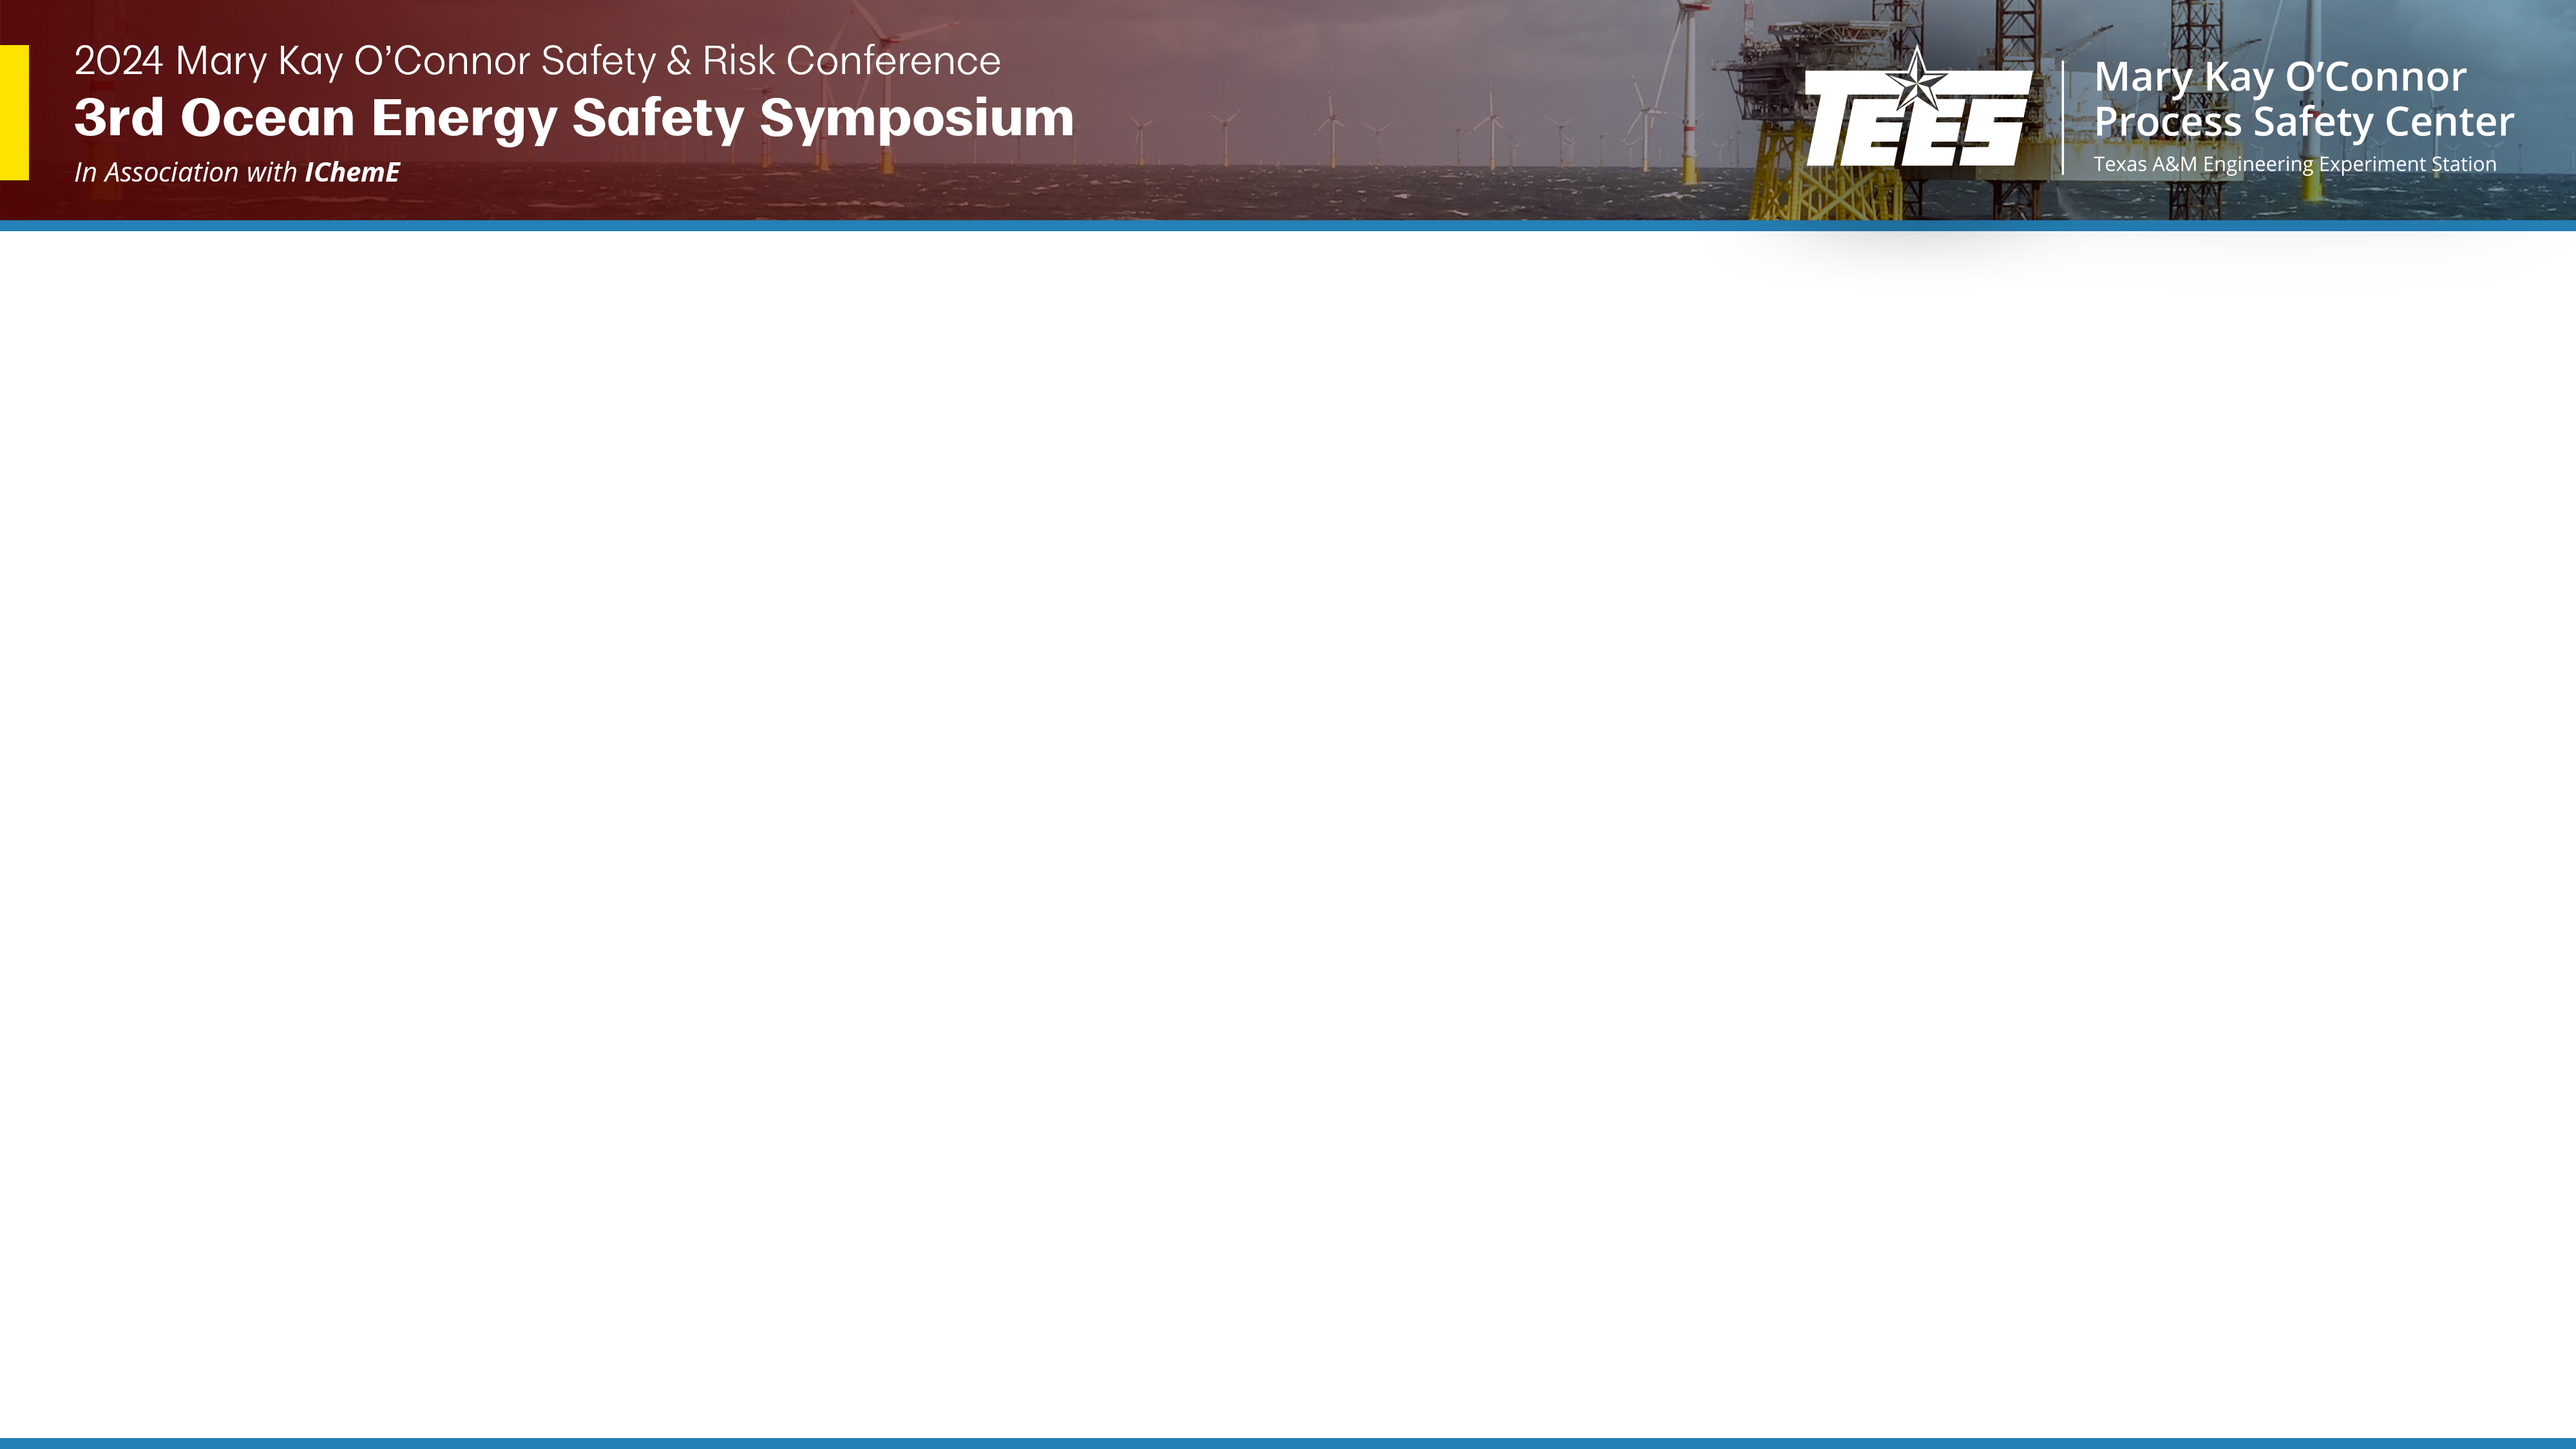 2024 Mary Kay O’Connor Safety & Risk Conference
3rd Ocean Energy Safety Symposium
In Association with IChemE
TEES
Mary Kay O’Connor
Process Safety Center
Texas A&M Engineering Experiment Station